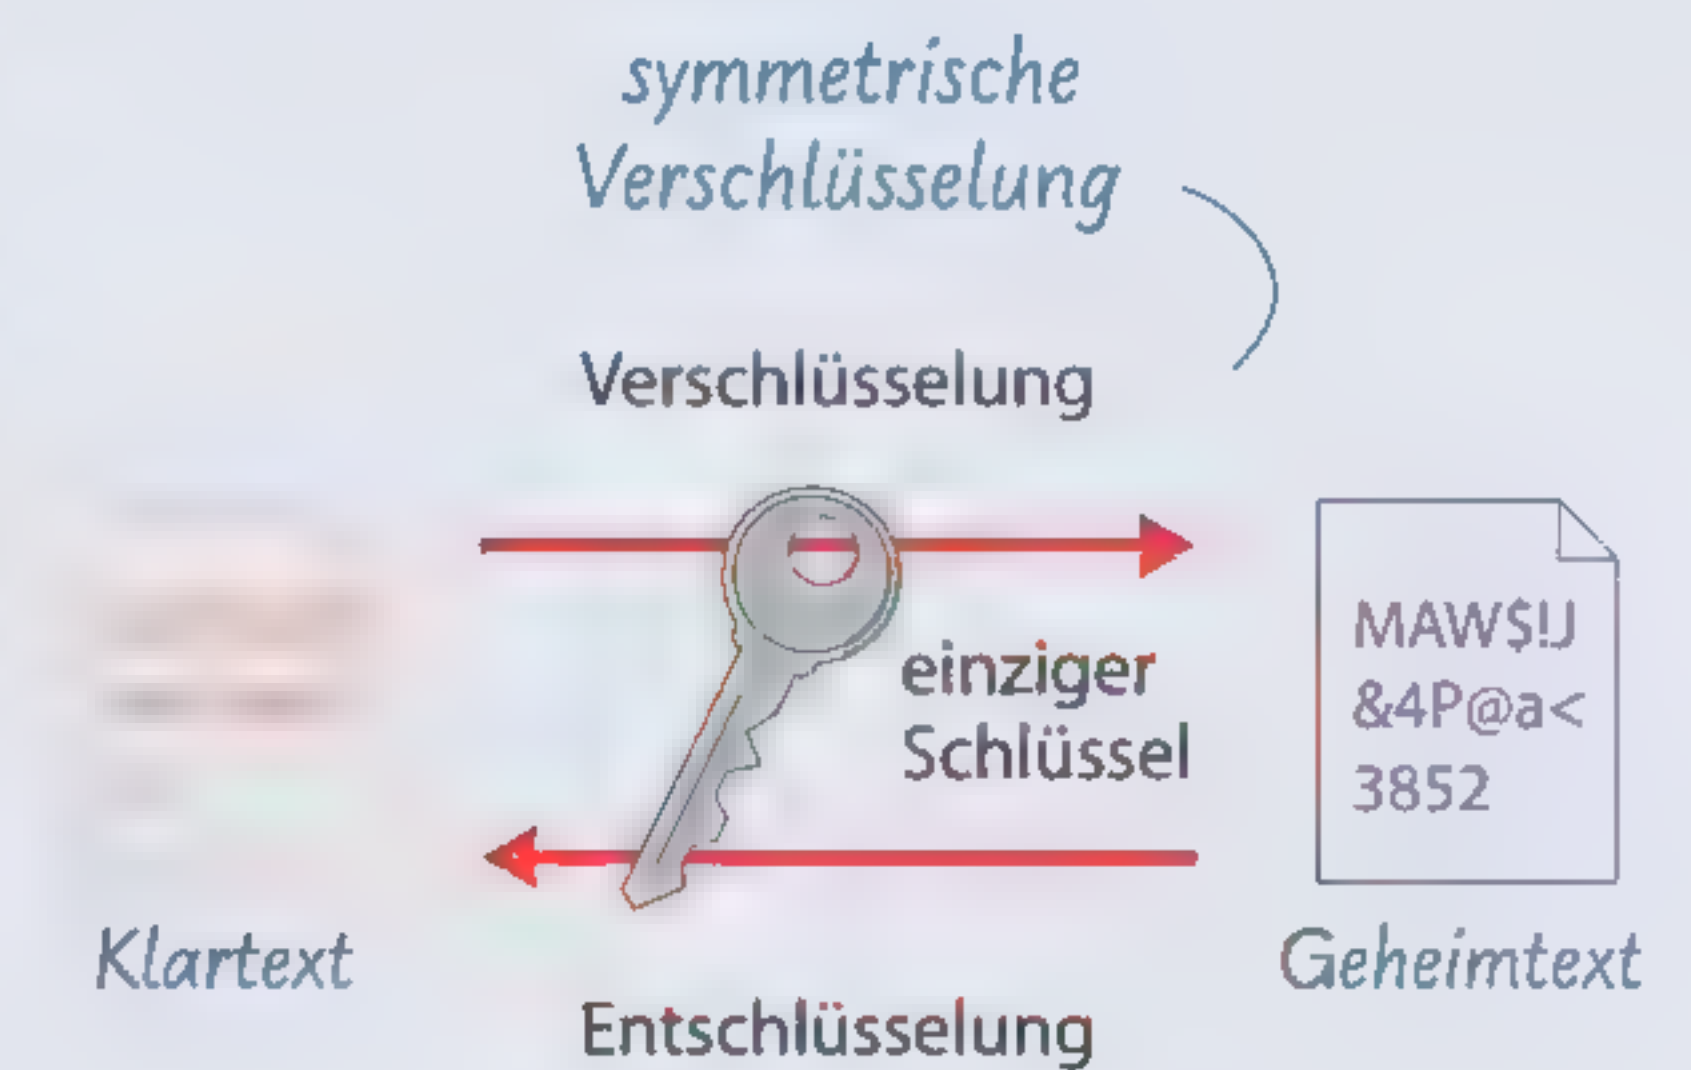 symmetrische
Verschlüsselung
Verschlüsselung
einziger
Schlüssel
MAW$!J
&4P@a<
3852
Klartext
Geheimtext
Entschlüsselung